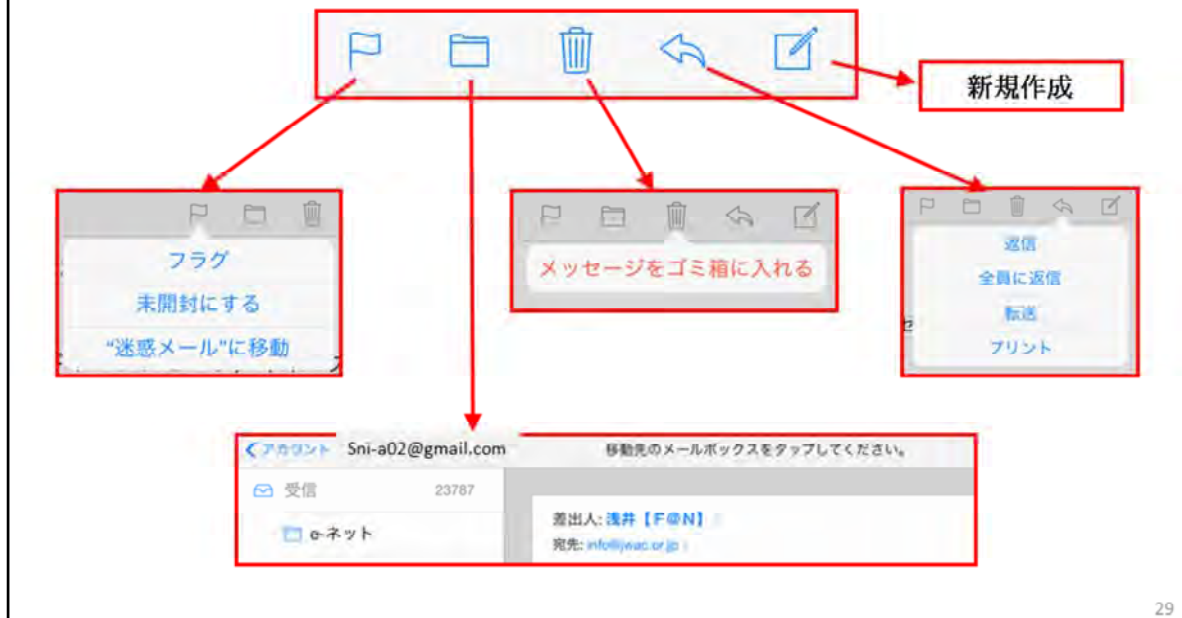 新規作成
フラグ
未開封にする
“迷惑メール”に移動
メッセージをゴミ箱に入れる
返信
全員に返信
転送
プリント
アカウント 5ni-a02@gmail.com 移動先のメールボックスをタップしてください。
受信 23787
e-ネット
差出人: 浅井【F@N】
宛先: info@jwac.or.jp
29